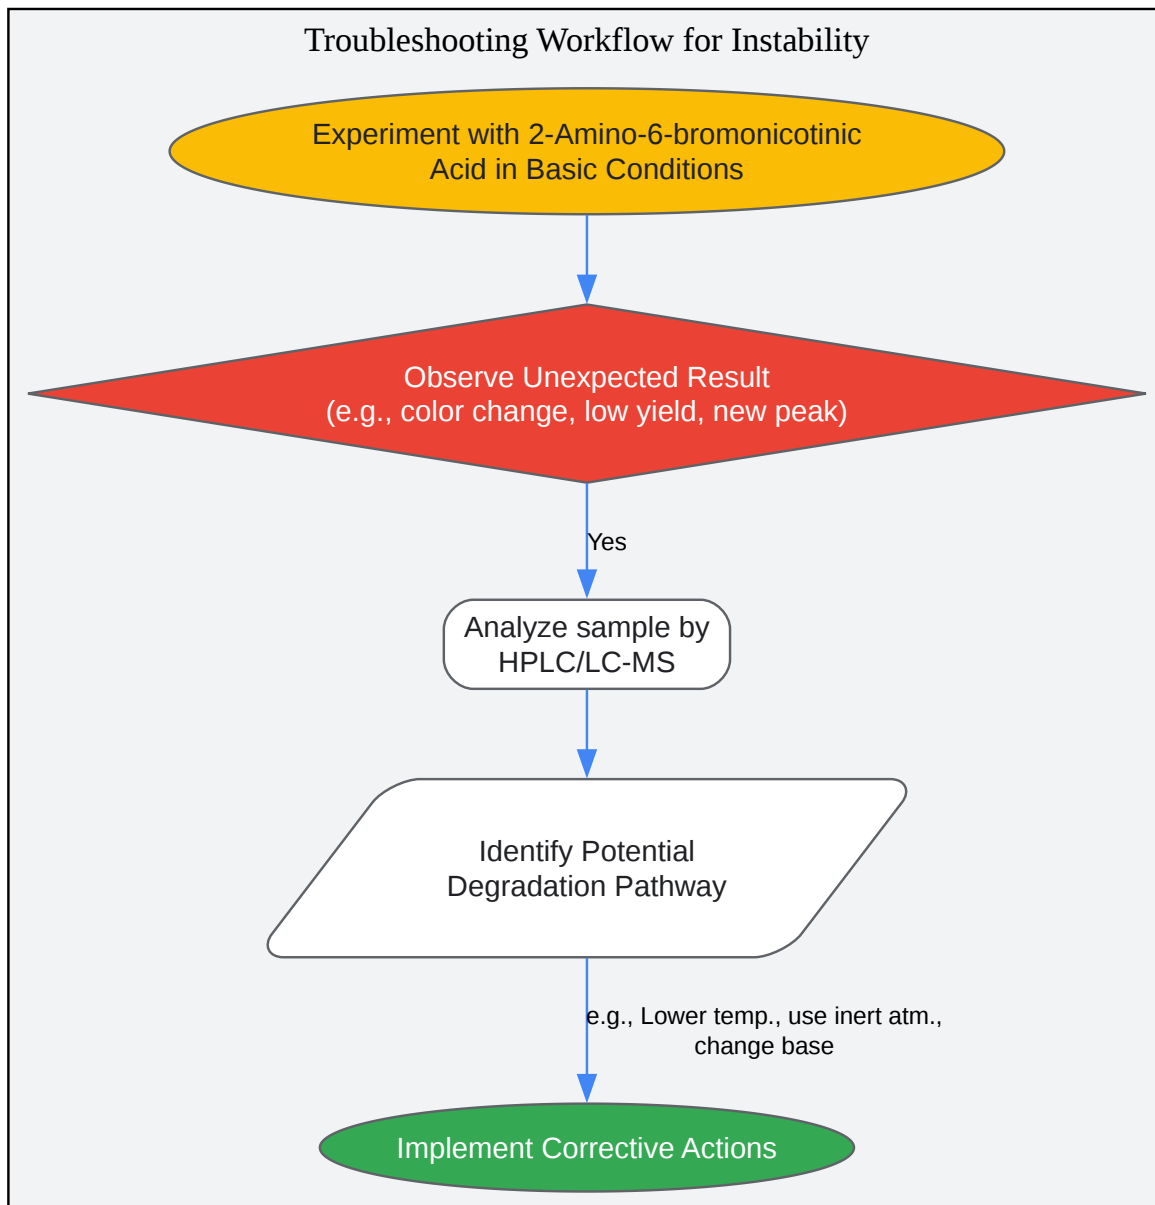 Troubleshooting Workflow for Instability
Experiment with 2-Amino-6-bromonicotinic
Acid in Basic Conditions
Observe Unexpected Result
(e.g., color change, low yield, new peak)
Yes
Analyze sample by
HPLC/LC-MS
Identify Potential
Degradation Pathway
e.g., Lower temp., use inert atm.,
change base
Implement Corrective Actions